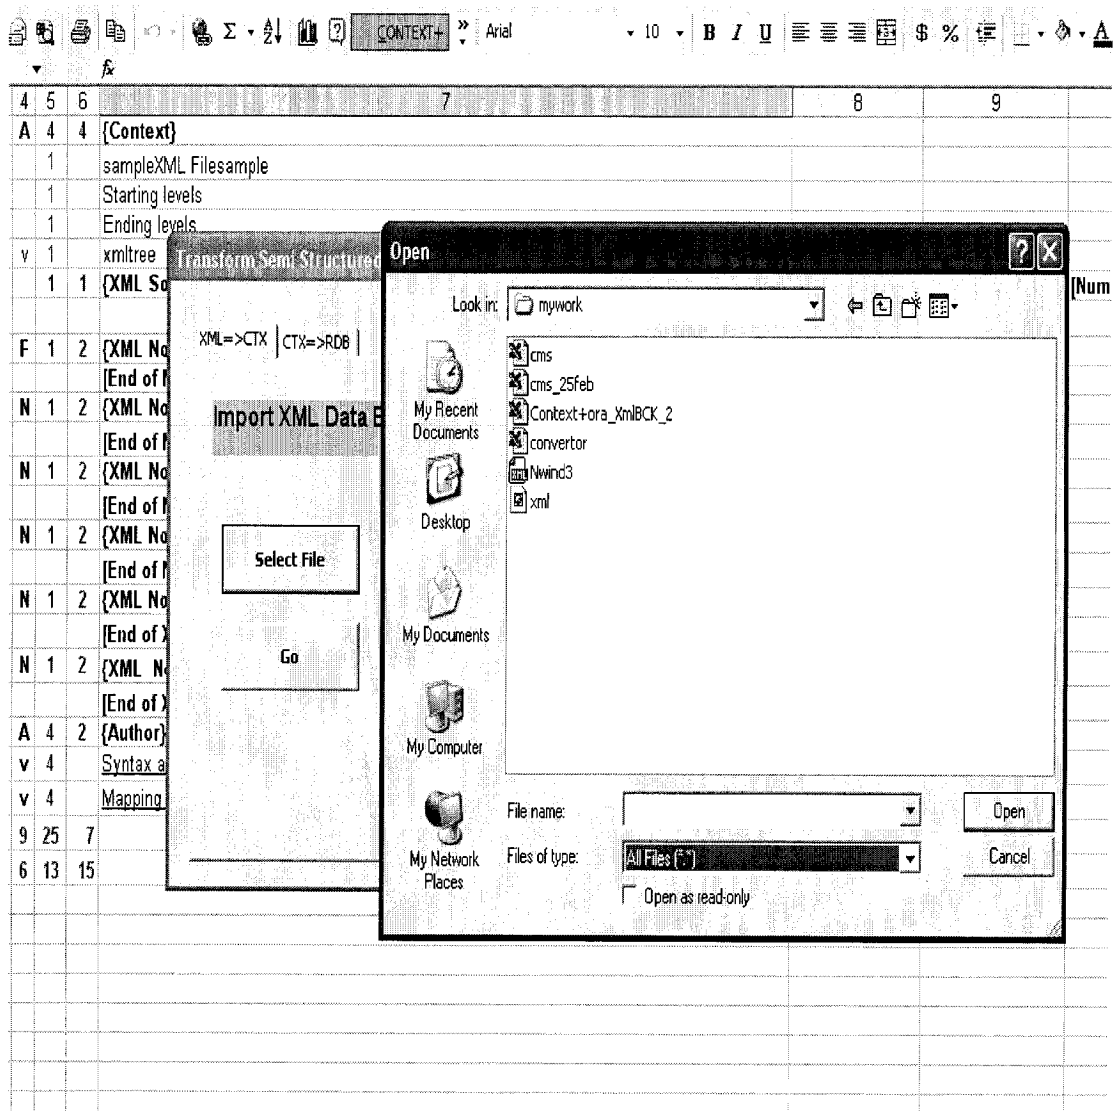 Σ CONTEXT+ » Arial 10 B I U $ % A
fx
4 5 6 7 8 9
A 4 4 {Context}
1 sampleXML Filesample
1 Starting levels
1 Ending levels
v 1 xmltree
Transform Semi Structured
Open ? X
1 1 {XML So
[Num
Look in: mywork
XML=>CTX CTX=>RDB
F 1 2 {XML No
[End of
N 1 2 {XML No
[End of
N 1 2 {XML No
[End of
N 1 2 {XML No
[End of
N 1 2 {XML No
[End of
N 1 2 {XML No
[End of
A 4 2 {Author}
v 4 Syntax a
v 4 Mapping
9 25 7
6 13 15
Import XML Data
Select File
Go
My Recent
Documents
Desktop
My Documents
My Computer
My Network
Places
cms
cms_25feb
Context+ora_XmlBCK_2
convertor
Nwind3
xml
File name:
Open
Files of type: All Files (*.*)
Cancel
Open as read-only